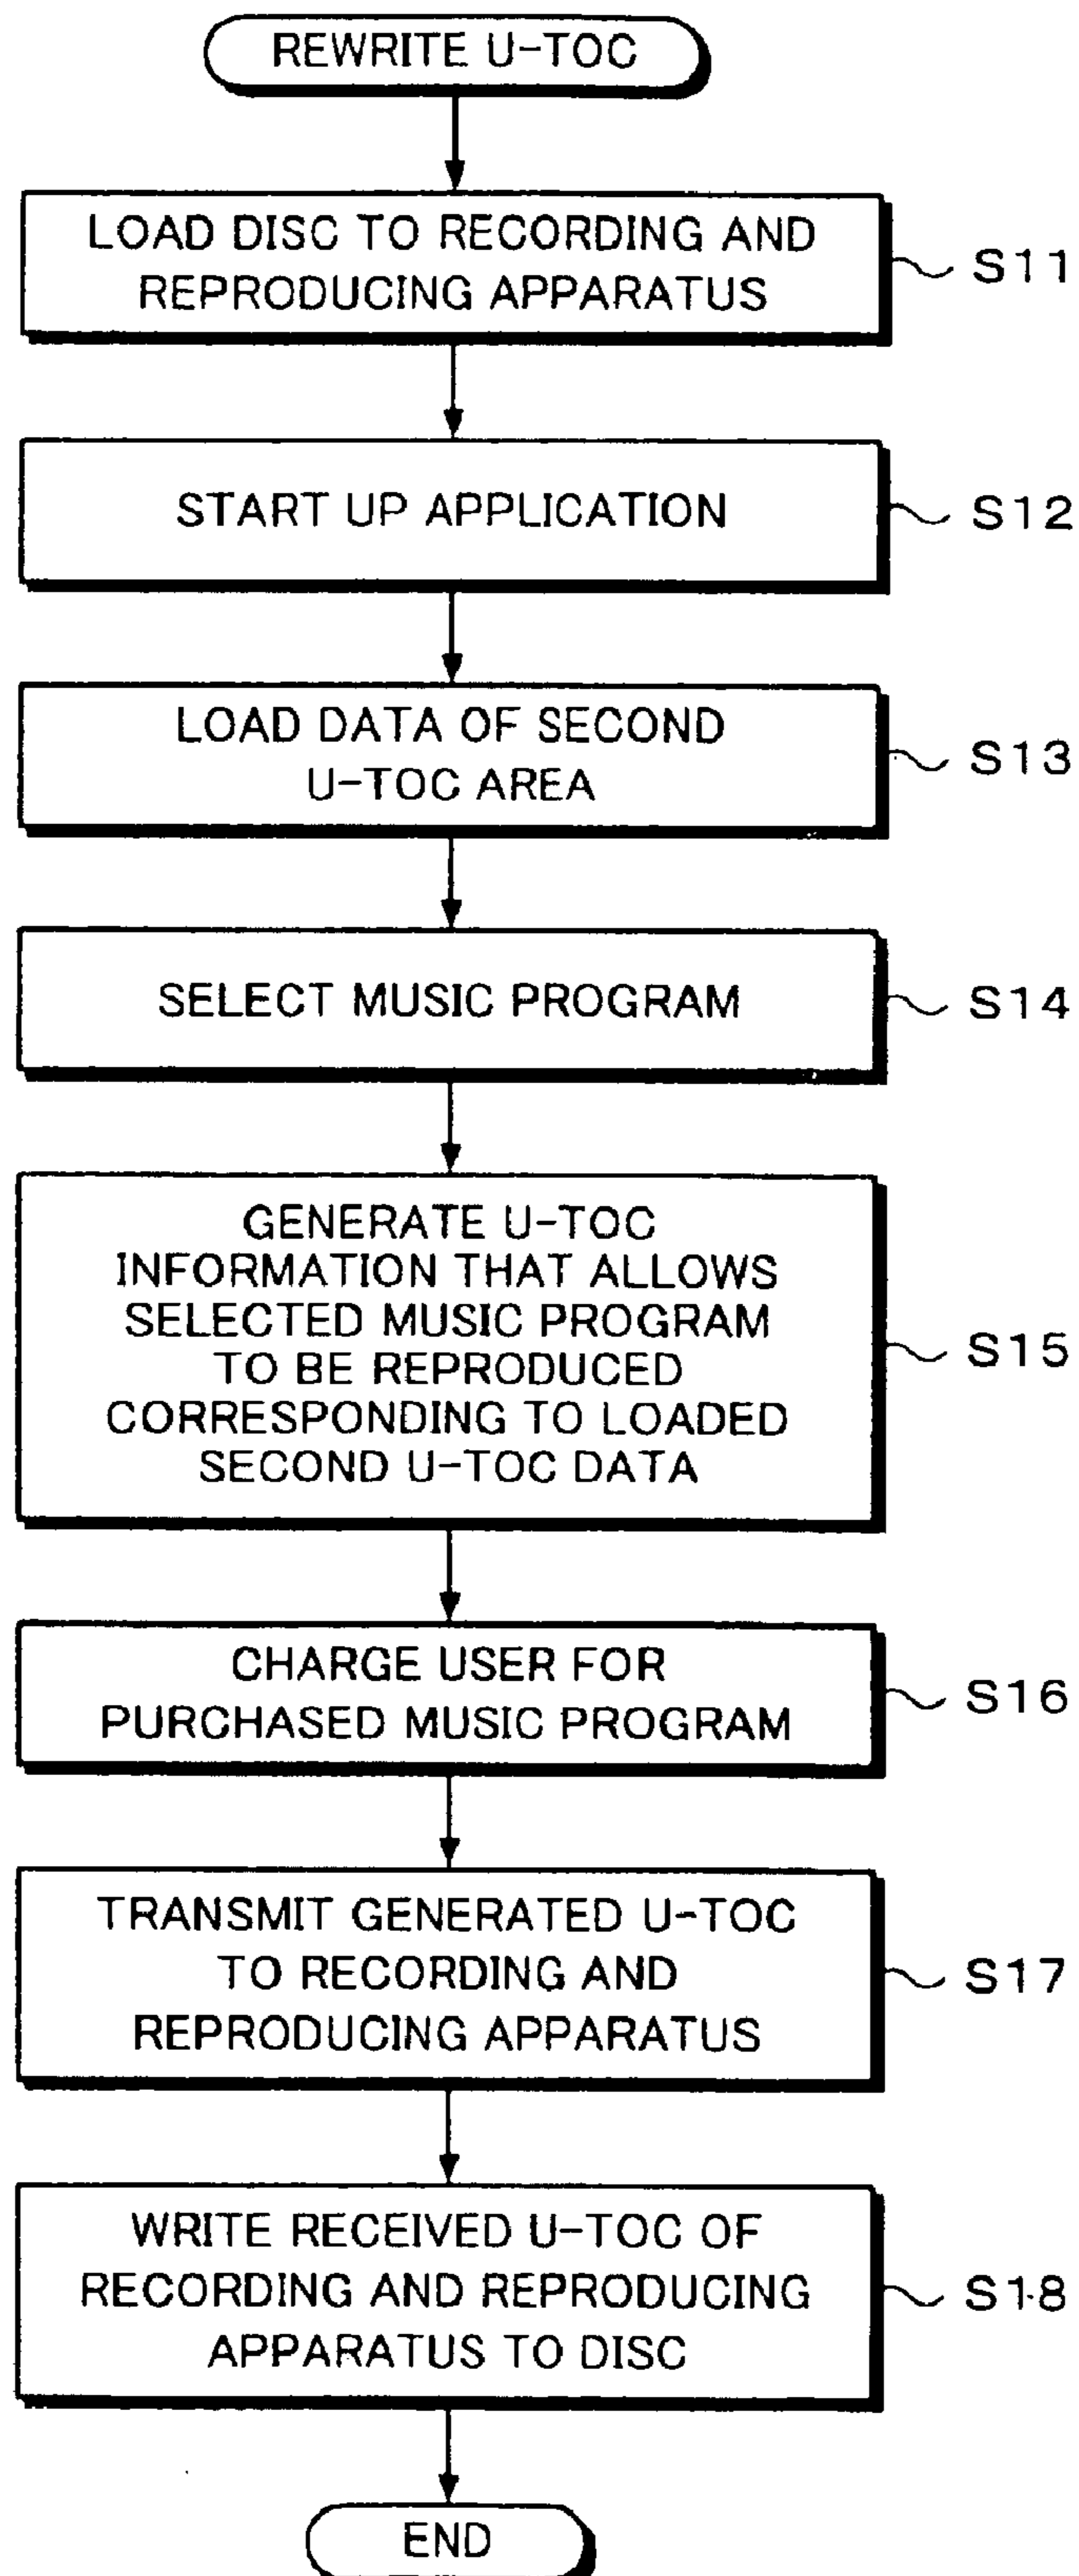 REWRITE U-TOC
LOAD DISC TO RECORDING AND
REPRODUCING APPARATUS
S11
START UP APPLICATION
S12
LOAD DATA OF SECOND
U-TOC AREA
S13
SELECT MUSIC PROGRAM
S14
GENERATE U-TOC
INFORMATION THAT ALLOWS
SELECTED MUSIC PROGRAM
TO BE REPRODUCED
CORRESPONDING TO LOADED
SECOND U-TOC DATA
S15
CHARGE USER FOR
PURCHASED MUSIC PROGRAM
S16
TRANSMIT GENERATED U-TOC
TO RECORDING AND
REPRODUCING APPARATUS
S17
WRITE RECEIVED U-TOC OF
RECORDING AND REPRODUCING
APPARATUS TO DISC
S18
END